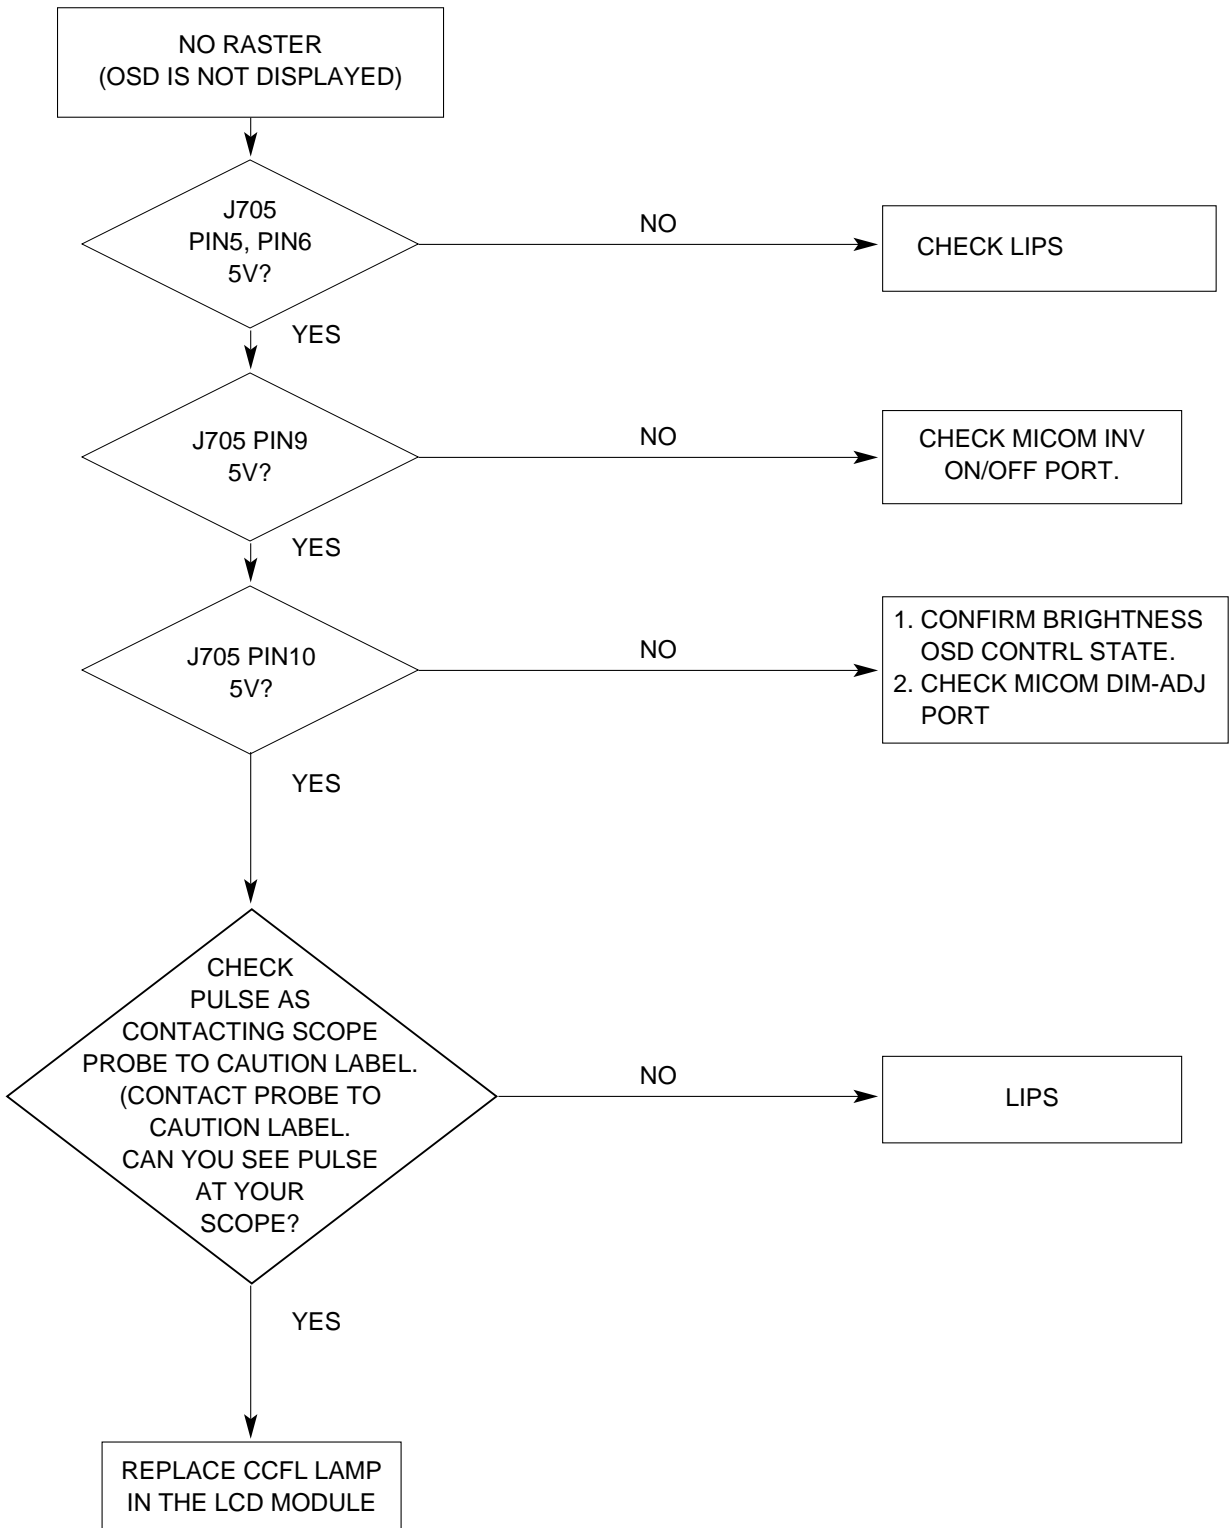 NO RASTER
(OSD IS NOT DISPLAYED)
J705
PIN5, PIN6
5V?
NO
CHECK LIPS
YES
J705 PIN9
5V?
NO
CHECK MICOM INV
ON/OFF PORT.
YES
J705 PIN10
5V?
NO
1. CONFIRM BRIGHTNESS
OSD CONTRL STATE.
2. CHECK MICOM DIM-ADJ
PORT
YES
CHECK
PULSE AS
CONTACTING SCOPE
PROBE TO CAUTION LABEL.
(CONTACT PROBE TO
CAUTION LABEL.
CAN YOU SEE PULSE
AT YOUR
SCOPE?
NO
LIPS
YES
REPLACE CCFL LAMP
IN THE LCD MODULE